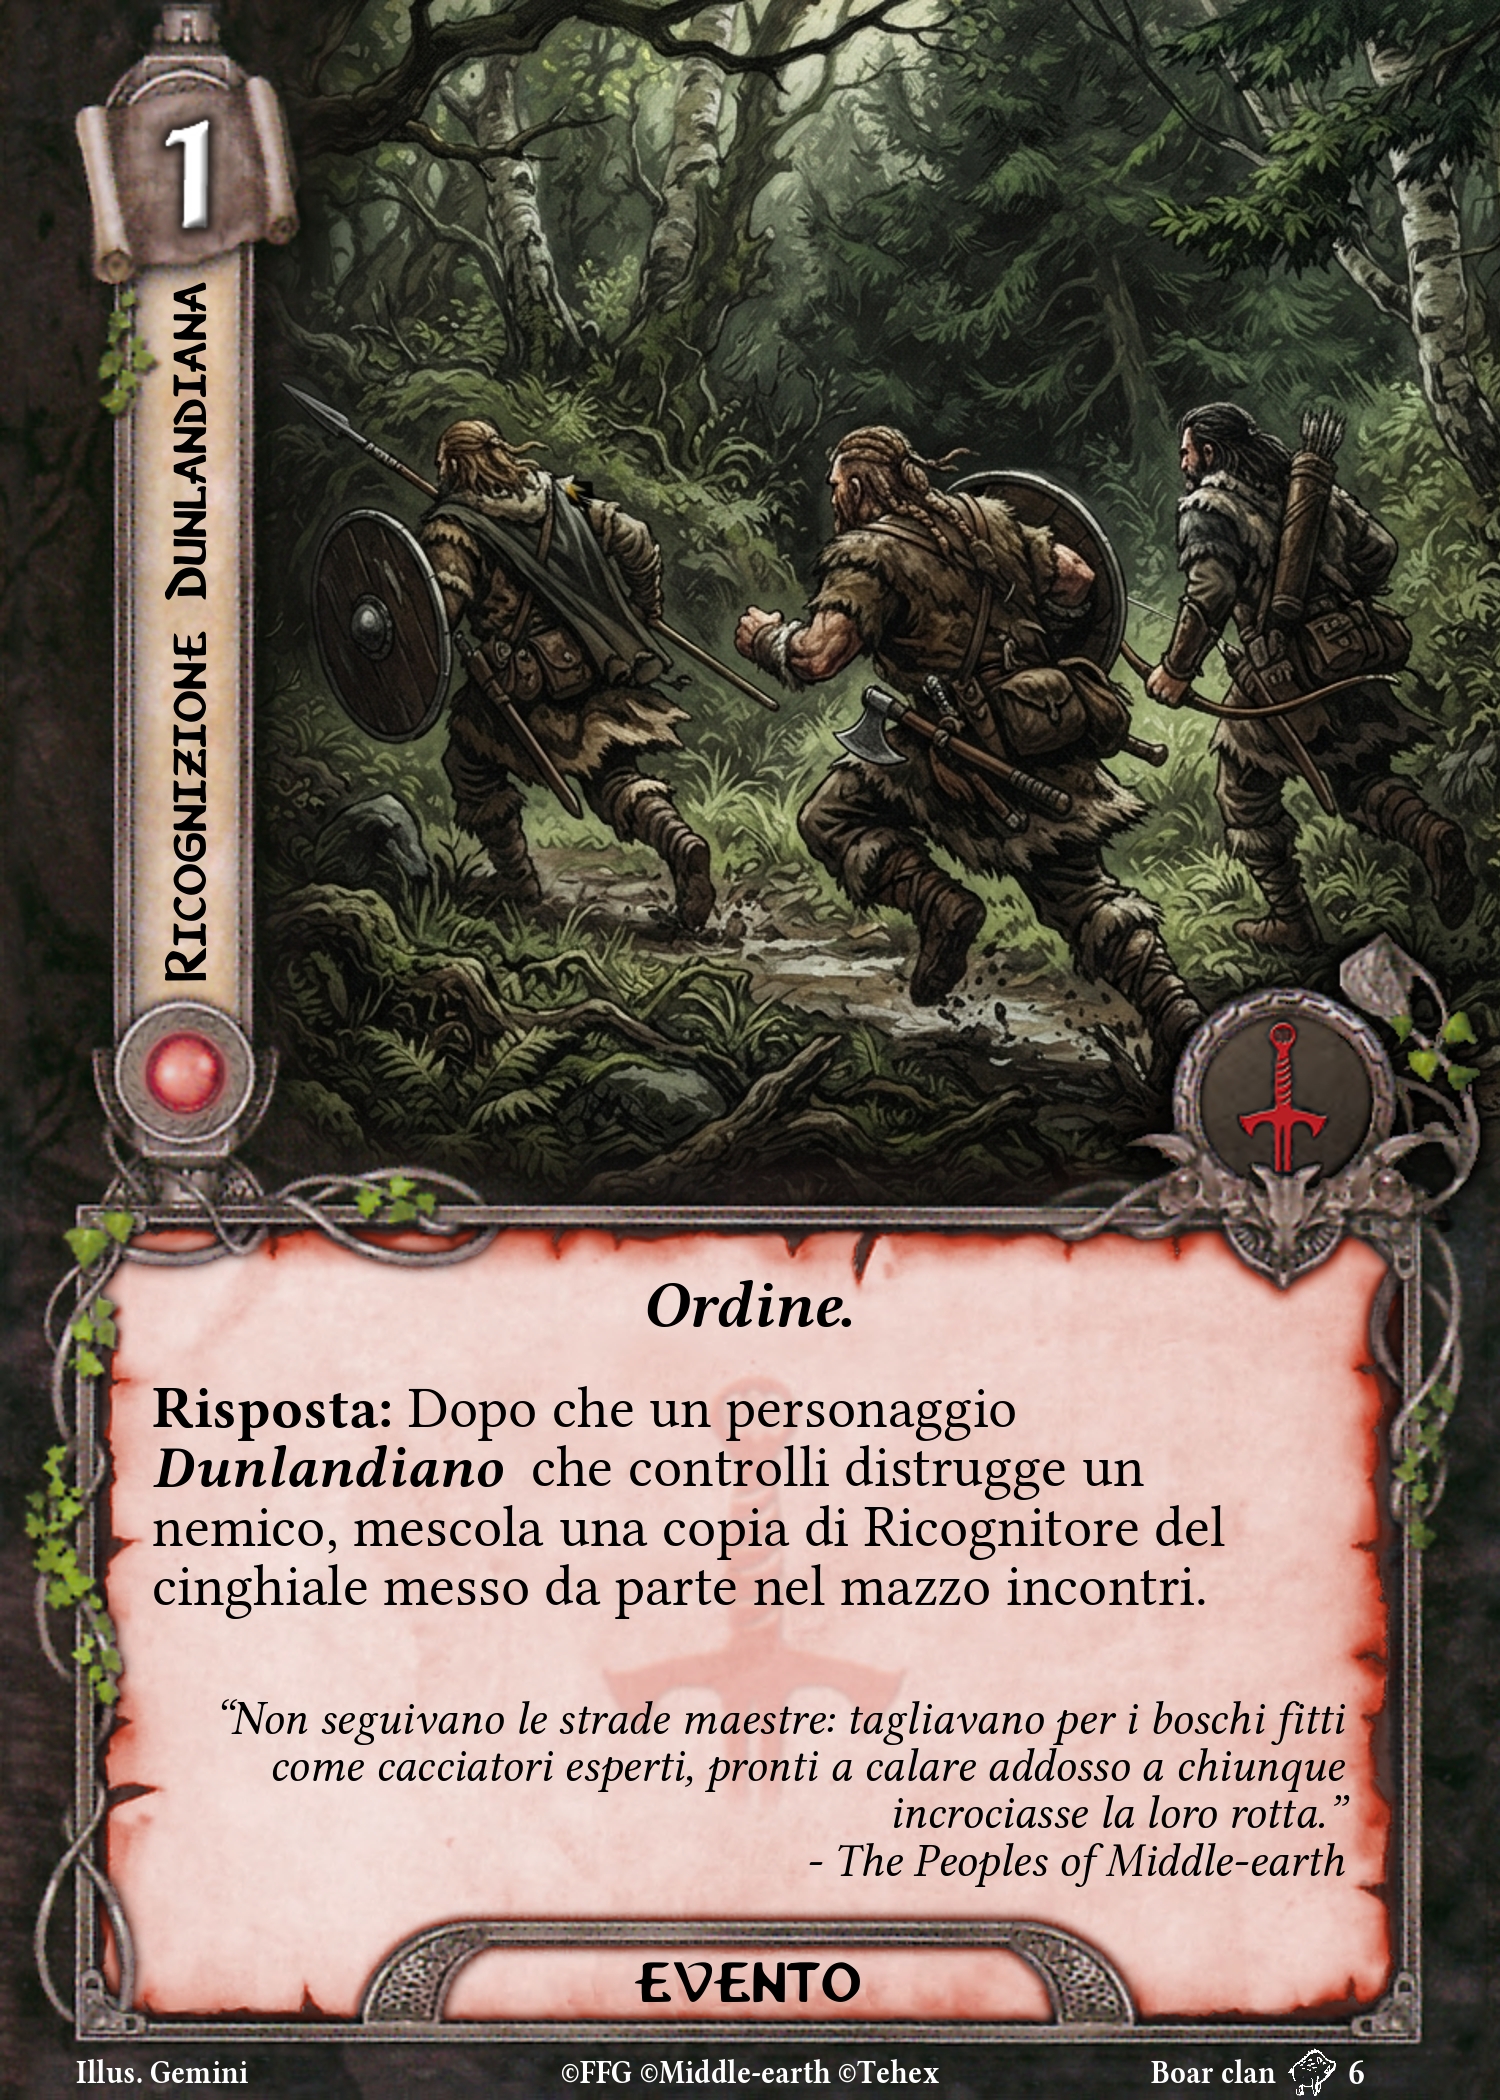 1
Ricognizione Dunlandiana
Ordine.
Risposta: Dopo che un personaggio
Dunlandiano che controlli distrugge un
nemico, mescola una copia di Ricognitore del
cinghiale messo da parte nel mazzo incontri.
“Non seguivano le strade maestre: tagliavano per i boschi fitti
come cacciatori esperti, pronti a calare addosso a chiunque
incrociasse la loro rotta.”
- The Peoples of Middle-earth
EVENTO
Illus. Gemini ©FFG ©Middle-earth ©Tehex Boar clan 6